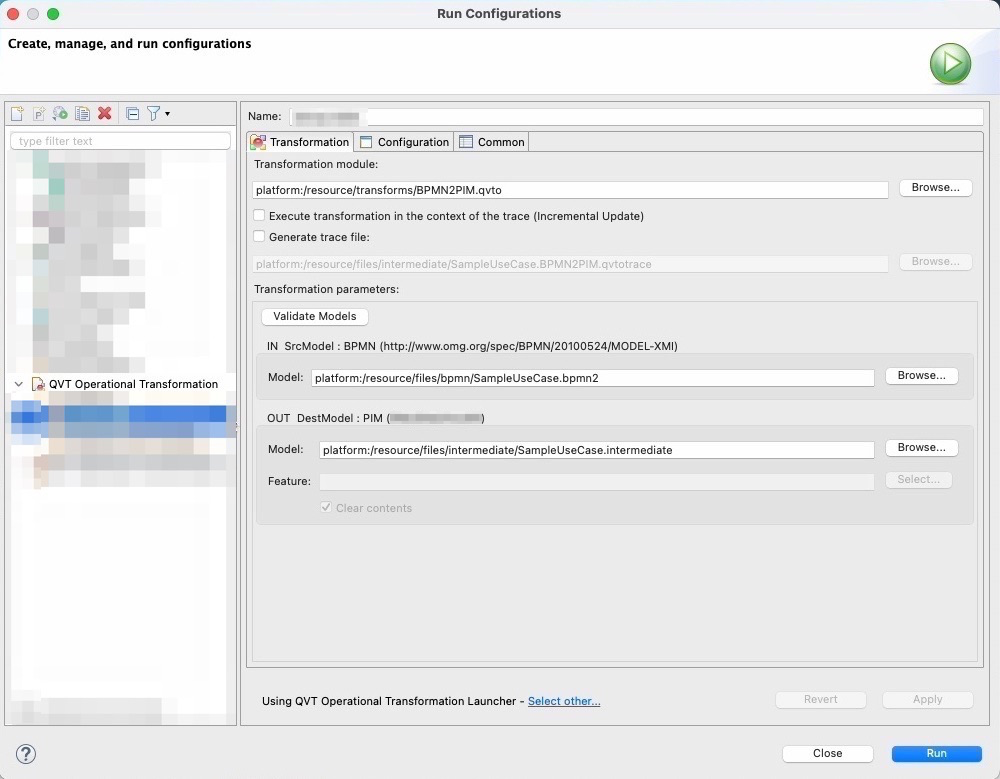 Run Configurations
Create, manage, and run configurations
type filter text
QVT Operational Transformation
Name:
Transformation Configuration Common
Transformation module:
platform:/resource/transforms/BPMN2PIM.qvto Browse...
Execute transformation in the context of the trace (Incremental Update)
Generate trace file:
platform:/resource/files/intermediate/SampleUseCase.BPMN2PIM.qvtotrace Browse...
Transformation parameters:
Validate Models
IN SrcModel : BPMN (http://www.omg.org/spec/BPMN/20100524/MODEL-XMI)
Model: platform:/resource/files/bpmn/SampleUseCase.bpmn2 Browse...
OUT DestModel : PIM ( )
Model: platform:/resource/files/intermediate/SampleUseCase.intermediate Browse...
Feature: Select...
Clear contents
Using QVT Operational Transformation Launcher - Select other... Revert Apply
? Close Run